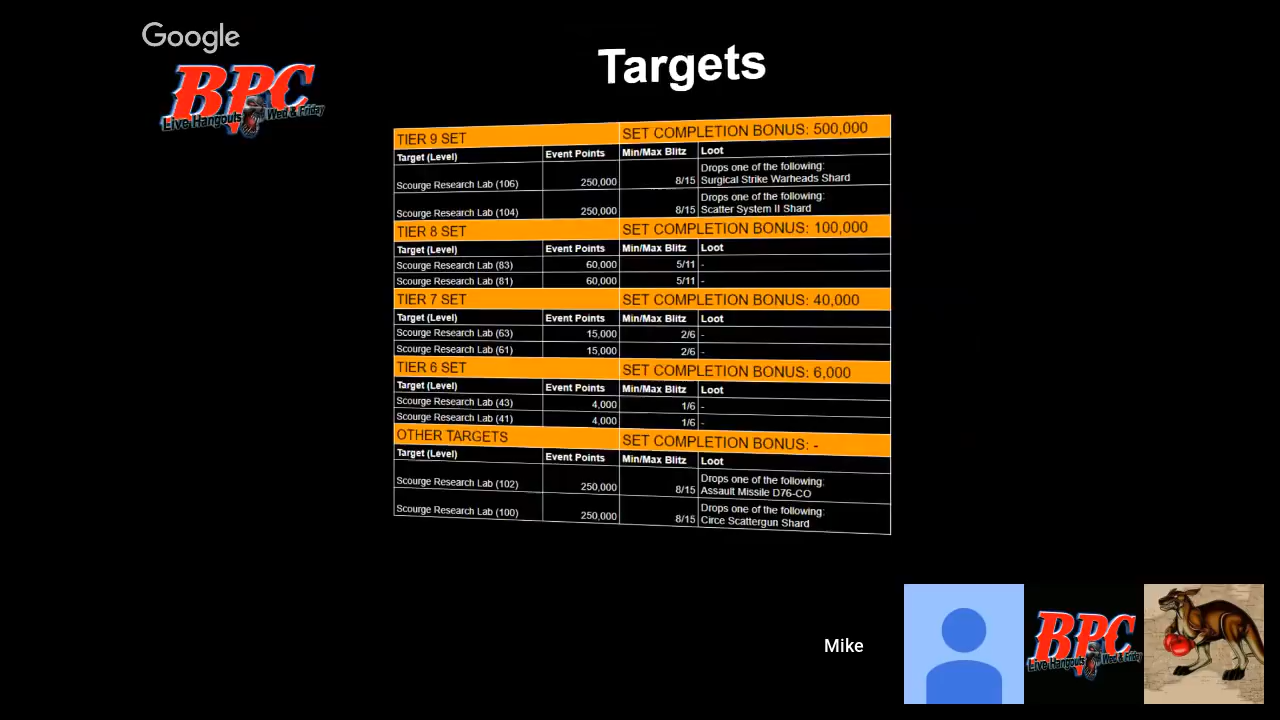 Google
BPC
Live Hangouts Wed & Friday
Targets
TIER 9 SET SET COMPLETION BONUS: 500,000
Target (Level) Event Points Min/Max Blitz Loot
Scourge Research Lab (106) 250,000 8/15 Drops one of the following:
Surgical Strike Warheads Shard
Scourge Research Lab (104) 250,000 8/15 Drops one of the following:
Scatter System II Shard
TIER 8 SET SET COMPLETION BONUS: 100,000
Target (Level) Event Points Min/Max Blitz Loot
Scourge Research Lab (83) 60,000 5/11 -
Scourge Research Lab (81) 60,000 5/11 -
TIER 7 SET SET COMPLETION BONUS: 40,000
Target (Level) Event Points Min/Max Blitz Loot
Scourge Research Lab (63) 15,000 2/6 -
Scourge Research Lab (61) 15,000 2/6 -
TIER 6 SET SET COMPLETION BONUS: 6,000
Target (Level) Event Points Min/Max Blitz Loot
Scourge Research Lab (43) 4,000 1/6 -
Scourge Research Lab (41) 4,000 1/6 -
OTHER TARGETS SET COMPLETION BONUS: -
Target (Level) Event Points Min/Max Blitz Loot
Scourge Research Lab (102) 250,000 8/15 Drops one of the following:
Assault Missile D76-CO
Scourge Research Lab (100) 250,000 8/15 Drops one of the following:
Circe Scattergun Shard
Mike
BPC
Live Hangouts Wed & Friday